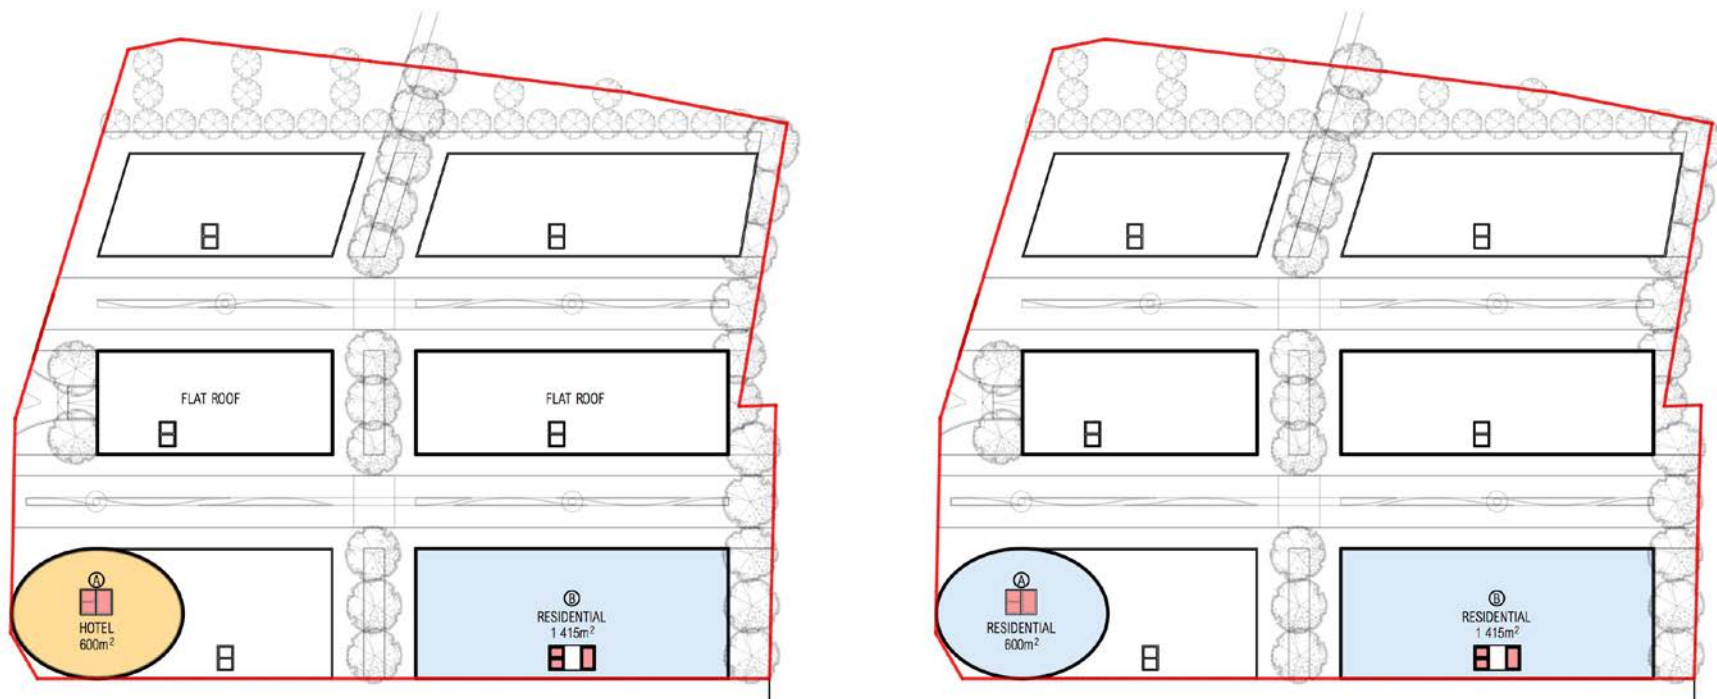 FLAT ROOF
FLAT ROOF
A
HOTEL
600m²
B
RESIDENTIAL
1 415m²
A
RESIDENTIAL
600m²
B
RESIDENTIAL
1 415m²